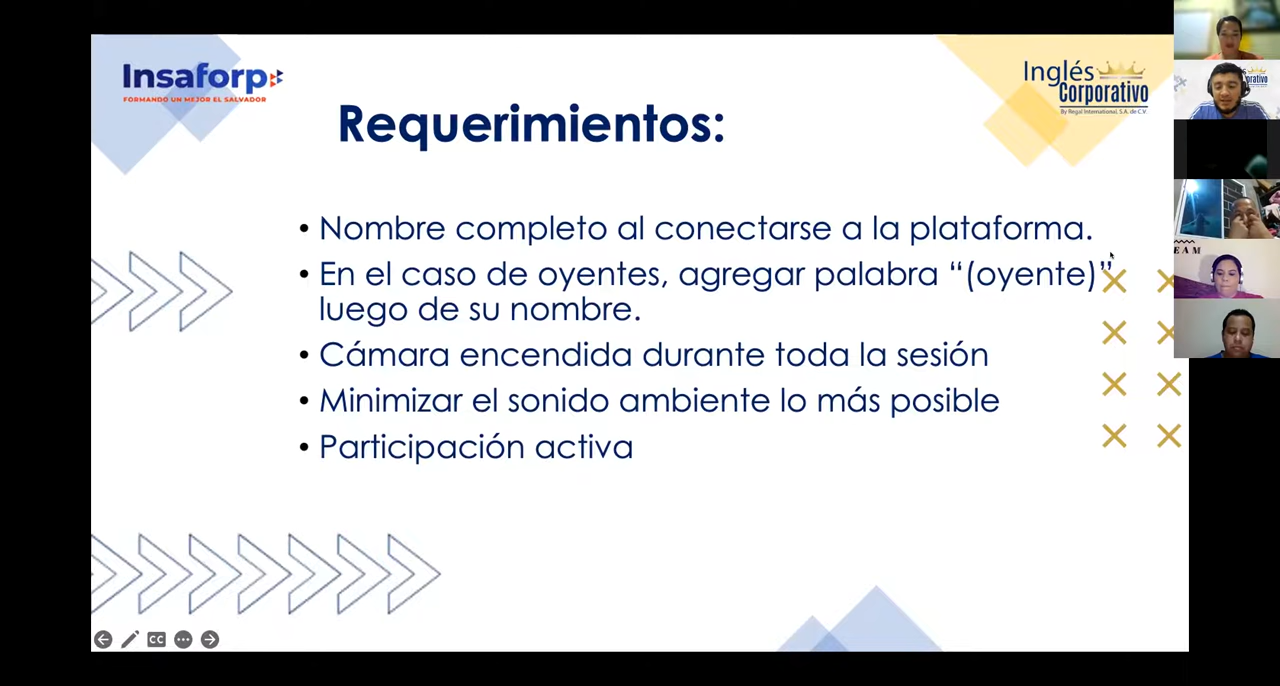 Insaforp
FORMANDO UN MEJOR EL SALVADOR
Inglés
Corporativo
By Regal International, S.A. de C.V.
Requerimientos:
• Nombre completo al conectarse a la plataforma.
• En el caso de oyentes, agregar palabra “(oyente)”
luego de su nombre.
• Cámara encendida durante toda la sesión
• Minimizar el sonido ambiente lo más posible
• Participación activa
CC
EAM